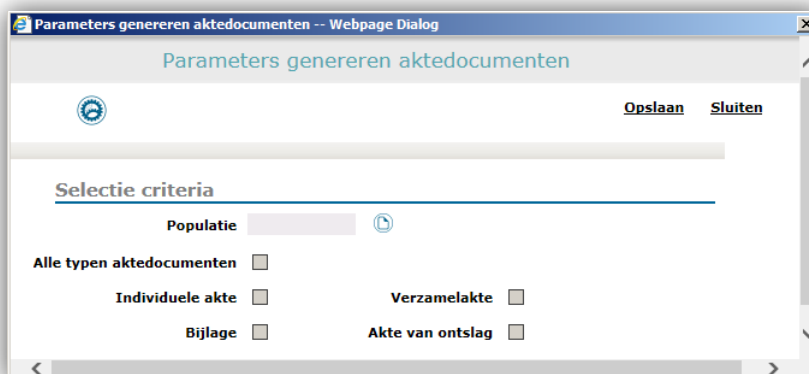 Parameters genereren aktedocumenten -- Webpage Dialog
Parameters genereren aktedocumenten
Opslaan Sluiten
Selectie criteria
Populatie
Alle typen aktedocumenten
Individuele akte Verzamelakte
Bijlage Akte van ontslag